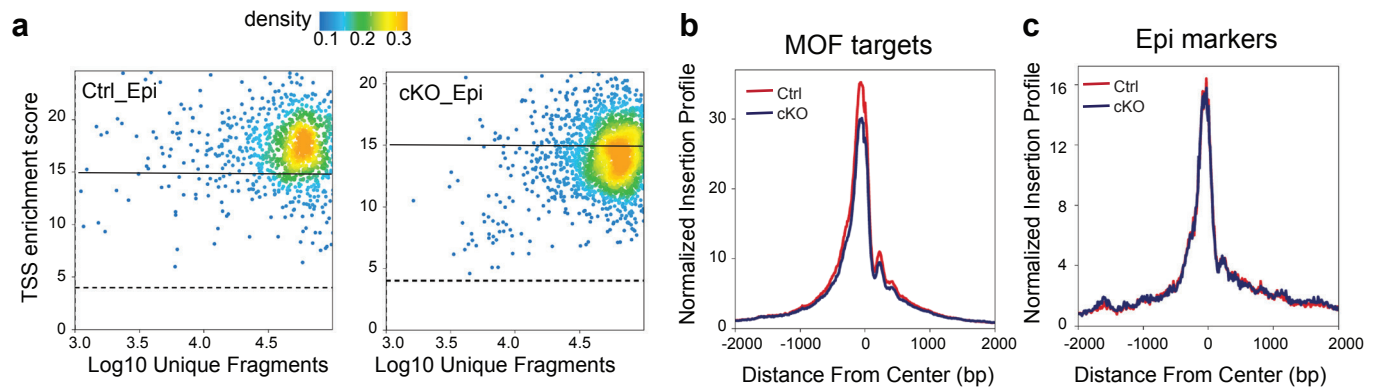 a
density
0.1 0.2 0.3
Ctrl_Epi
TSS enrichment score
20
15
10
5
0
3.0 3.5 4.0 4.5
Log10 Unique Fragments
cKO_Epi
20
15
10
5
0
3.0 3.5 4.0 4.5
Log10 Unique Fragments
b
MOF targets
Ctrl
cKO
Normalized Insertion Profile
30
20
10
0
-2000 -1000 0 1000 2000
Distance From Center (bp)
c
Epi markers
Ctrl
cKO
Normalized Insertion Profile
16
12
8
4
0
-2000 -1000 0 1000 2000
Distance From Center (bp)